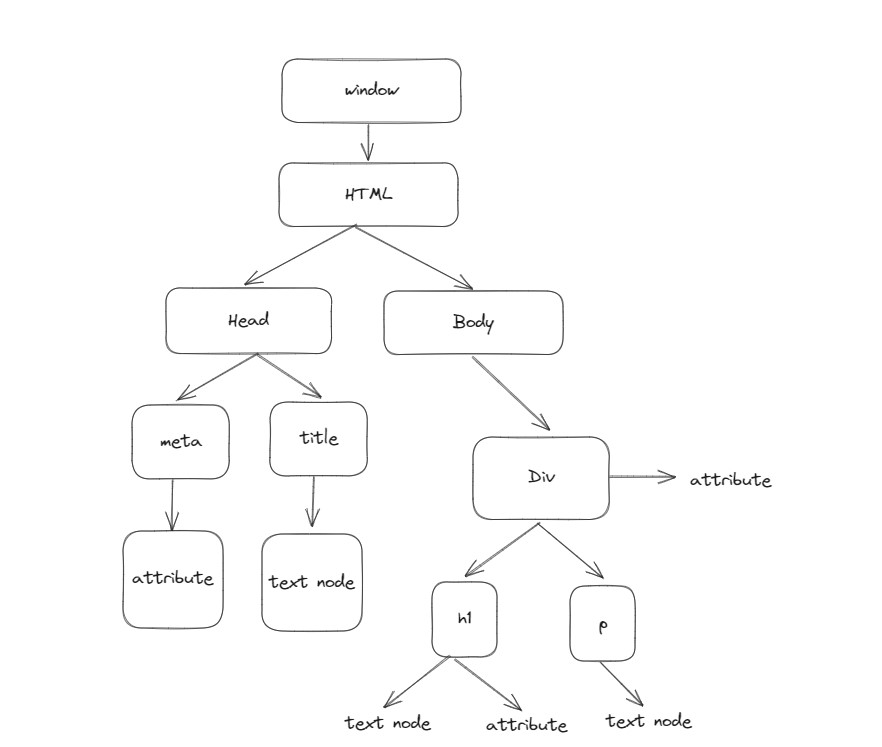 window
HTML
Head
Body
meta
title
Div
attribute
attribute
text node
h1
p
text node
attribute
text node